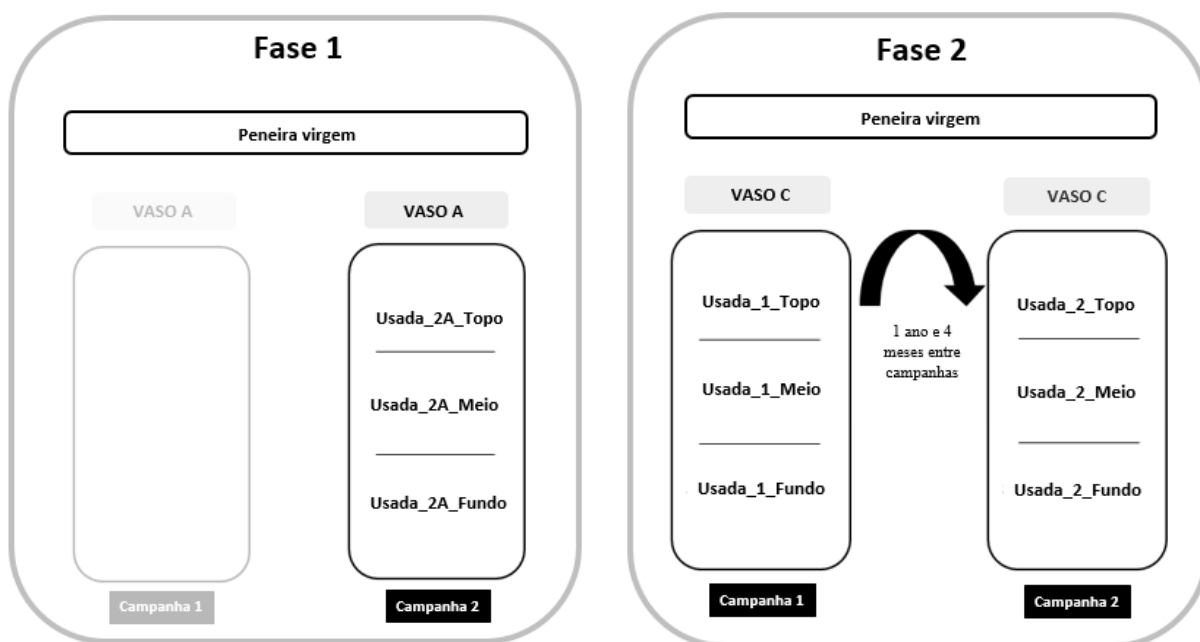 Fase 1
Peneira virgem
VASO A
VASO A
Usada_2A_Topo
Usada_2A_Meio
Usada_2A_Fundo
Campanha 1
Campanha 2
Fase 2
Peneira virgem
VASO C
VASO C
Usada_1_Topo
Usada_1_Meio
Usada_1_Fundo
1 ano e 4
meses entre
campanhas
Usada_2_Topo
Usada_2_Meio
Usada_2_Fundo
Campanha 1
Campanha 2